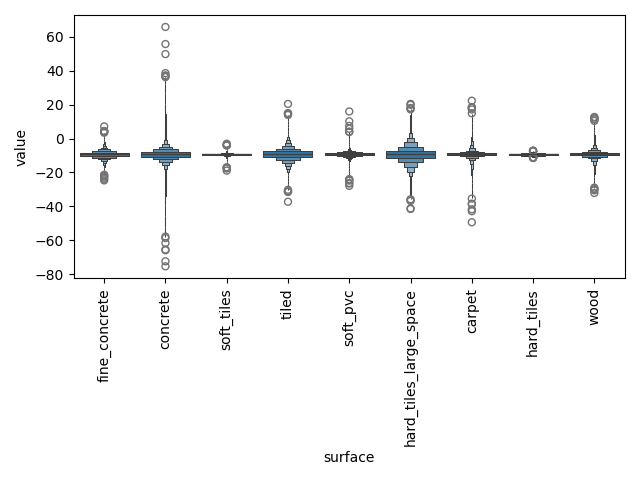 60
40
20
0
−20
−40
−60
−80
value
fine_concrete
concrete
soft_tiles
tiled
soft_pvc
hard_tiles_large_space
carpet
hard_tiles
wood
surface